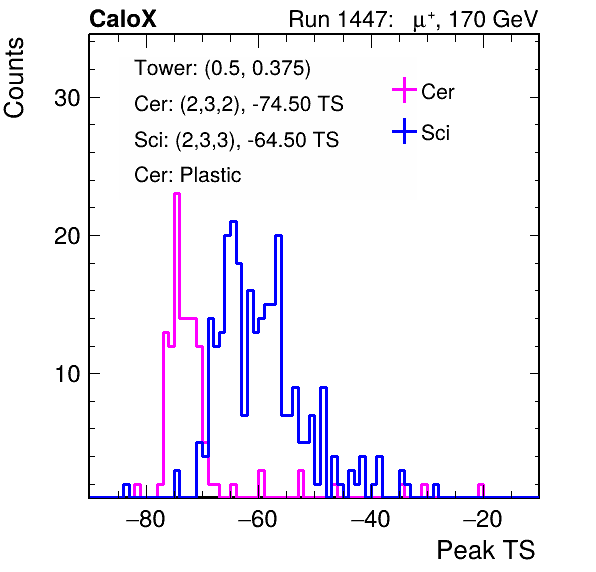 CaloX Run 1447: μ⁺, 170 GeV
Counts
Tower: (0.5, 0.375)
Cer: (2,3,2), -74.50 TS
Sci: (2,3,3), -64.50 TS
Cer: Plastic
Cer
Sci
30
20
10
−80 −60 −40 −20
Peak TS